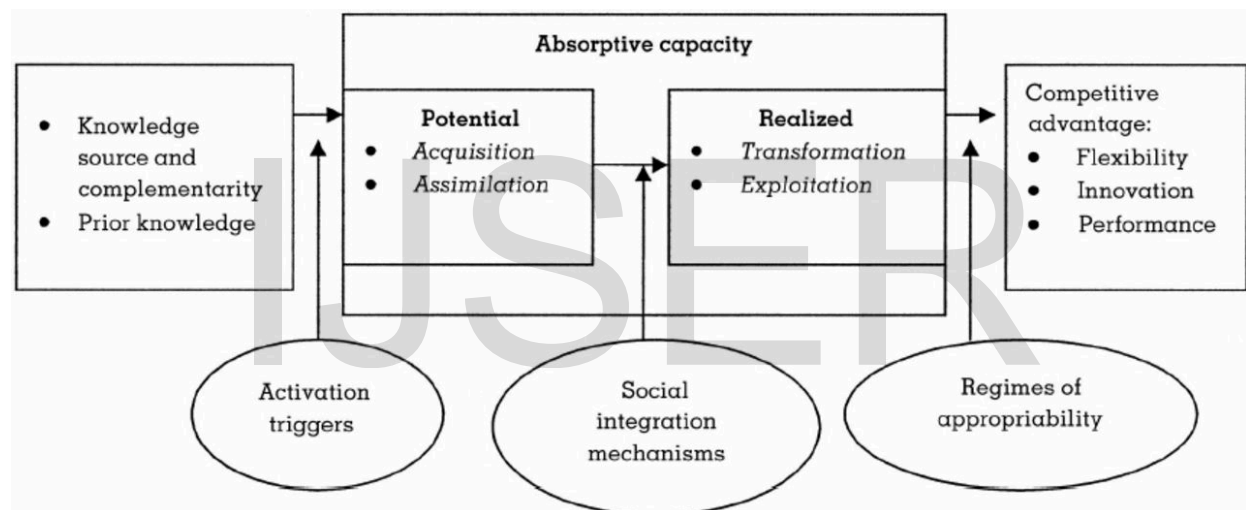 Absorptive capacity
• Knowledge
source and
complementarity
• Prior knowledge
Potential
• Acquisition
• Assimilation
Realized
• Transformation
• Exploitation
Competitive
advantage:
• Flexibility
• Innovation
• Performance
Activation
triggers
Social
integration
mechanisms
Regimes of
appropriability
IJSER